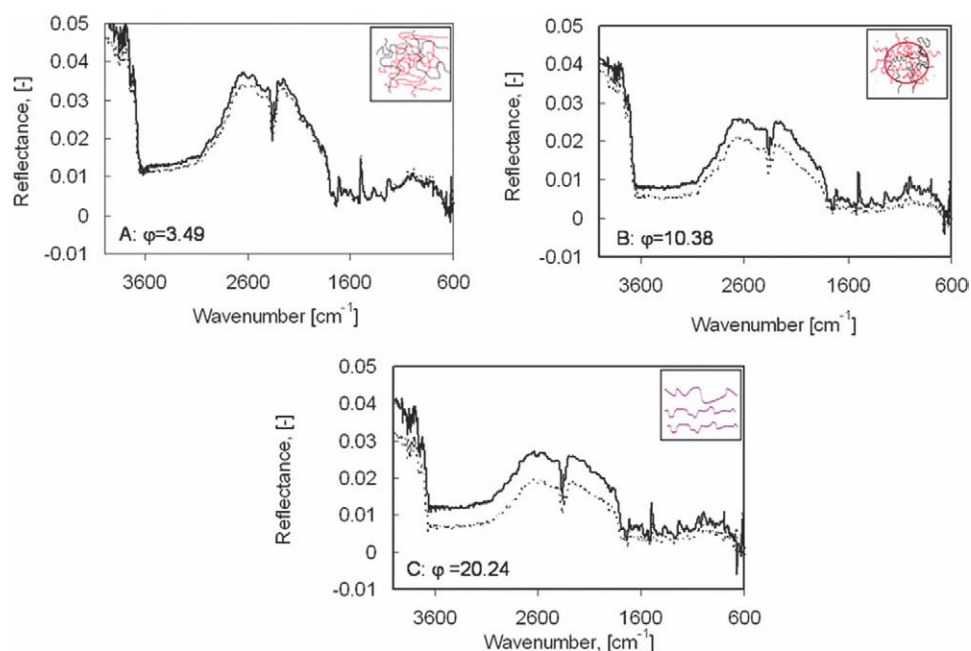 0.05
0.04
0.03
0.02
0.01
0
-0.01
Reflectance, [-]
A: φ=3.49
3600 2600 1600 600
Wavenumber [cm⁻¹]
0.05
0.04
0.03
0.02
0.01
0
-0.01
Reflectance, [-]
B: φ=10.38
3600 2600 1600 600
Wavenumber [cm⁻¹]
0.05
0.04
0.03
0.02
0.01
0
-0.01
Reflectance, [-]
C: φ =20.24
3600 2600 1600 600
Wavenumber, [cm⁻¹]